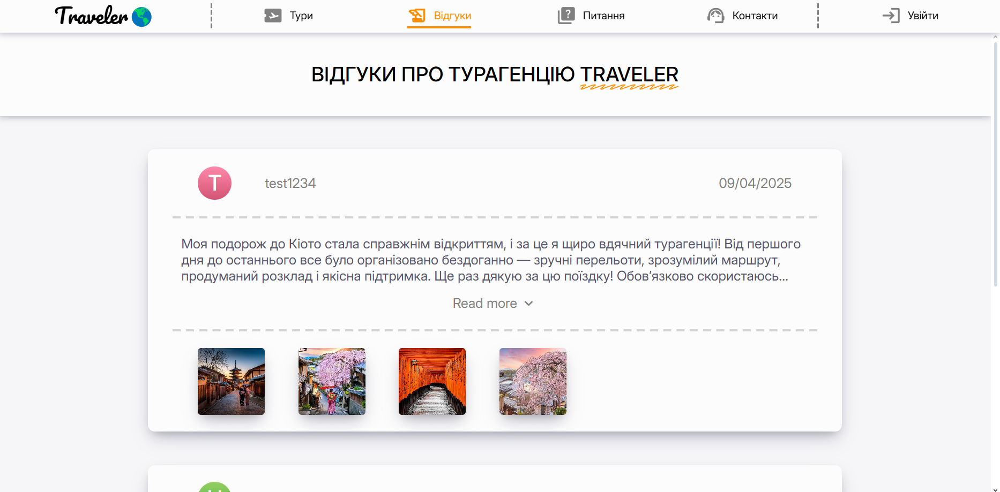 Traveler
Тури
Відгуки
Питання
Контакти
Увійти
ВІДГУКИ ПРО ТУРАГЕНЦІЮ TRAVELER
T
test1234
09/04/2025
Моя подорож до Кіото стала справжнім відкриттям, і за це я щиро вдячний турагенції! Від першого
дня до останнього все було організовано бездоганно — зручні перельоти, зрозумілий маршрут,
продуманий розклад і якісна підтримка. Ще раз дякую за цю поїздку! Обов’язково скористаюсь...
Read more